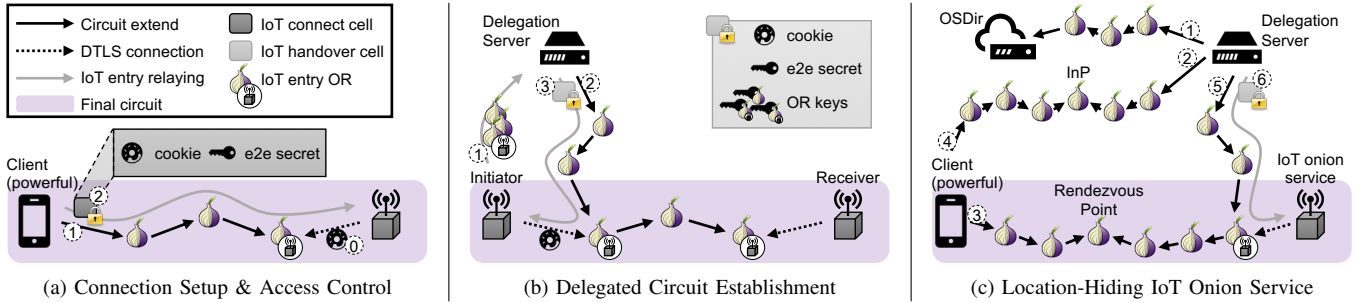 Circuit extend
DTLS connection
IoT entry relaying
Final circuit
IoT connect cell
IoT handover cell
IoT entry OR
cookie
e2e secret
Client
(powerful)
2
1
0
(a) Connection Setup & Access Control
Delegation
Server
3
2
1
cookie
e2e secret
OR keys
Initiator
Receiver
(b) Delegated Circuit Establishment
OSDir
1
Delegation
Server
2
InP
5
6
4
Client
(powerful)
3
Rendezvous
Point
IoT onion
service
(c) Location-Hiding IoT Onion Service